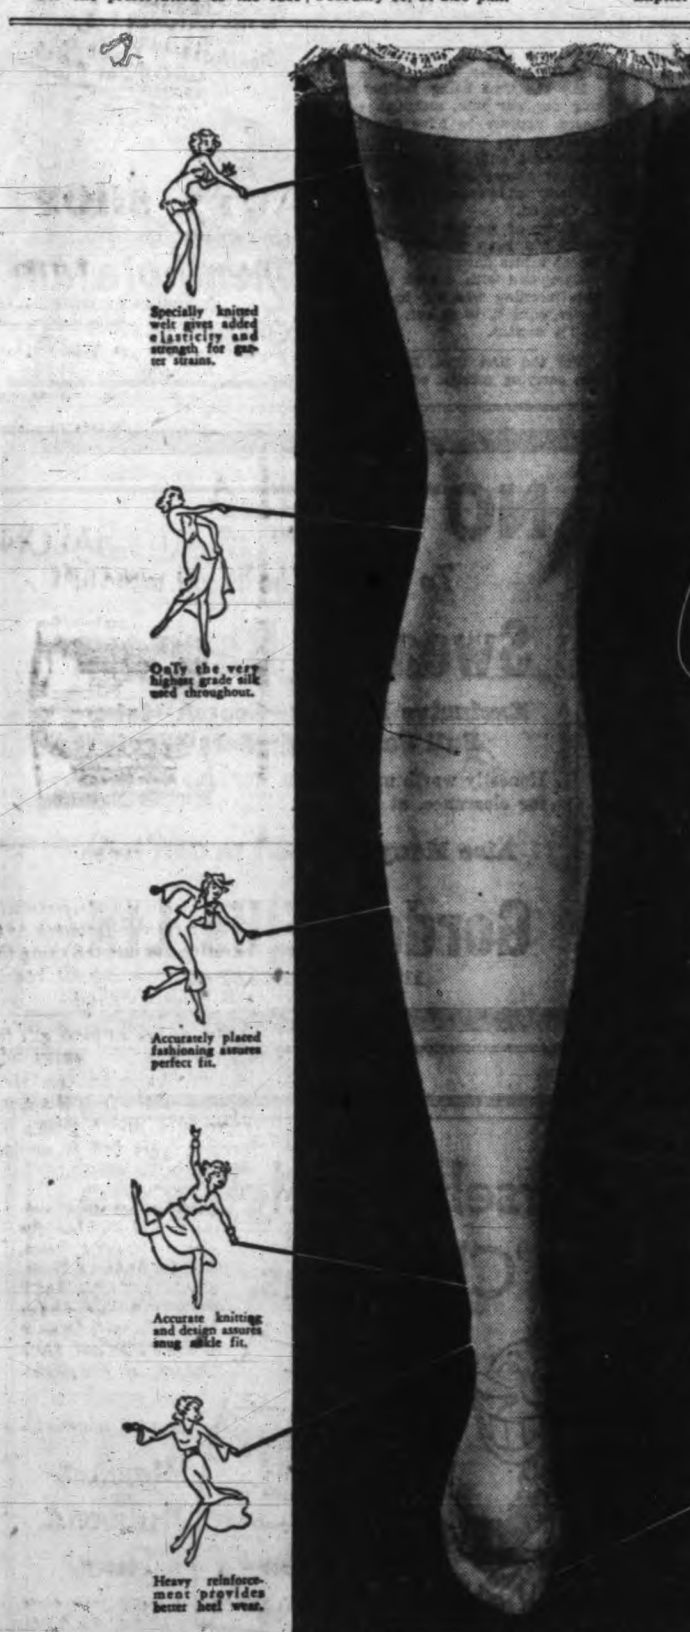 Specially knitted
welt gives added
elasticity and
strength for gar-
ter strains.
Only the very
highest grade silk
used throughout.
Accurately placed
fashioning assures
perfect fit.
Accurate knitting
and design assures
snug ankle fit.
Heavy reinforce-
ment provides
better heel wear.